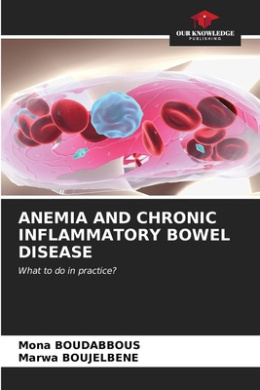 OUR KNOWLEDGE
PUBLISHING
ANEMIA AND CHRONIC
INFLAMMATORY BOWEL
DISEASE
What to do in practice?
Mona BOUDABBOUS
Marwa BOUJELBENE